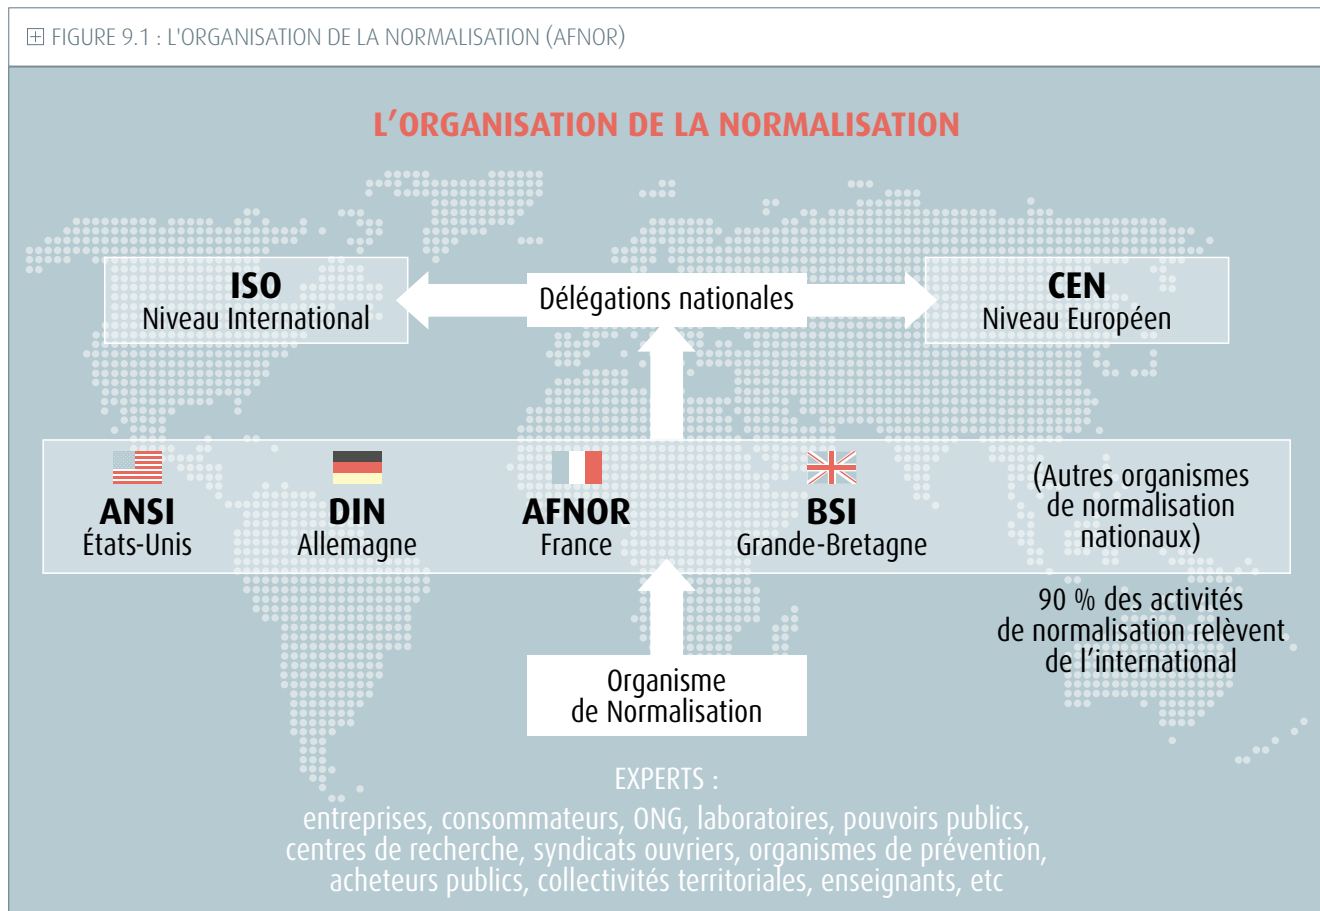 FIGURE 9.1 : L'ORGANISATION DE LA NORMALISATION (AFNOR)
L'ORGANISATION DE LA NORMALISATION
ISO
Niveau International
Délégations nationales
CEN
Niveau Européen
ANSI
États-Unis
DIN
Allemagne
AFNOR
France
BSI
Grande-Bretagne
(Autres organismes
de normalisation
nationaux)
90 % des activités
de normalisation relèvent
de l'international
Organisme
de Normalisation
EXPERTS :
entreprises, consommateurs, ONG, laboratoires, pouvoirs publics,
centres de recherche, syndicats ouvriers, organismes de prévention,
acheteurs publics, collectivités territoriales, enseignants, etc